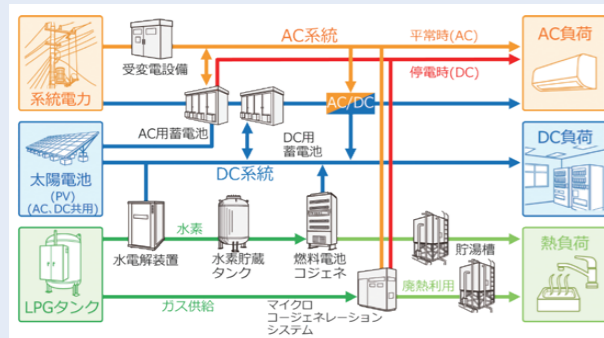 AC系統
平常時(AC)
AC負荷
受変電設備
停電時(DC)
系統電力
AC/DC
AC用蓄電池
DC用
蓄電池
DC負荷
太陽電池
(PV)
(AC、DC共用)
DC系統
水素
水電解装置
水素貯蔵
タンク
燃料電池
コジェネ
貯湯槽
熱負荷
LPGタンク
ガス供給
マイクロ
コージェネレーション
システム
廃熱利用